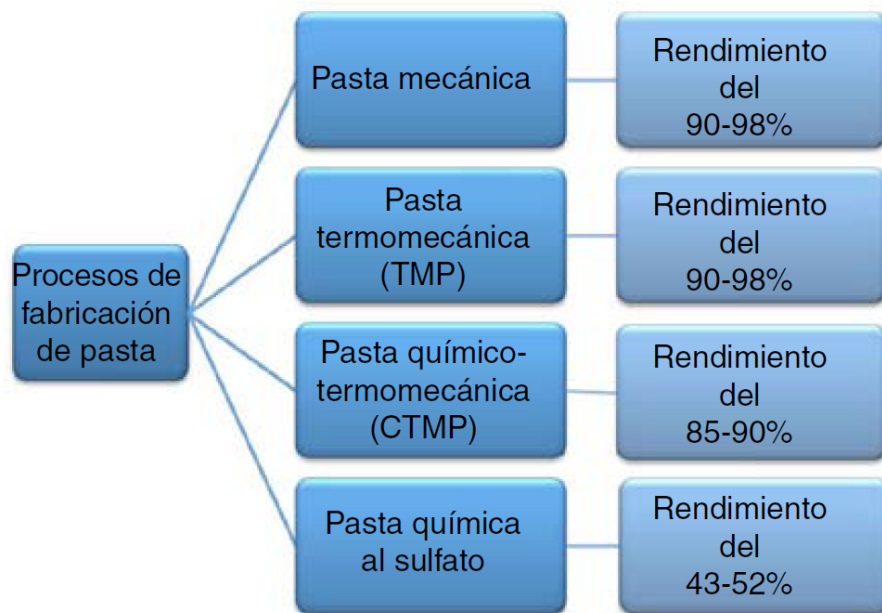 Procesos de
fabricación
de pasta
Pasta mecánica
Rendimiento
del
90-98%
Pasta
termomecánica
(TMP)
Rendimiento
del
90-98%
Pasta químico-
termomecánica
(CTMP)
Rendimiento
del
85-90%
Pasta química
al sulfato
Rendimiento
del
43-52%